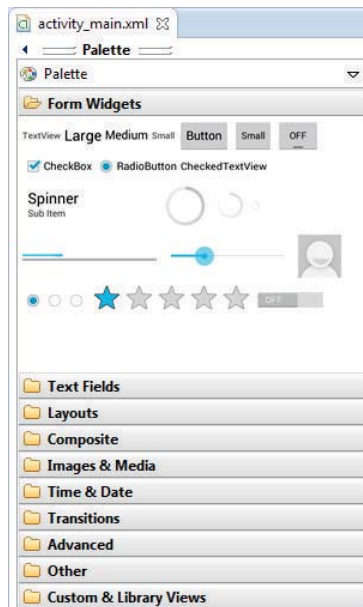 activity_main.xml
Palette
Palette
Form Widgets
TextView Large Medium Small Button Small OFF
CheckBox RadioButton CheckedTextView
Spinner
Sub Item
OFF
Text Fields
Layouts
Composite
Images & Media
Time & Date
Transitions
Advanced
Other
Custom & Library Views